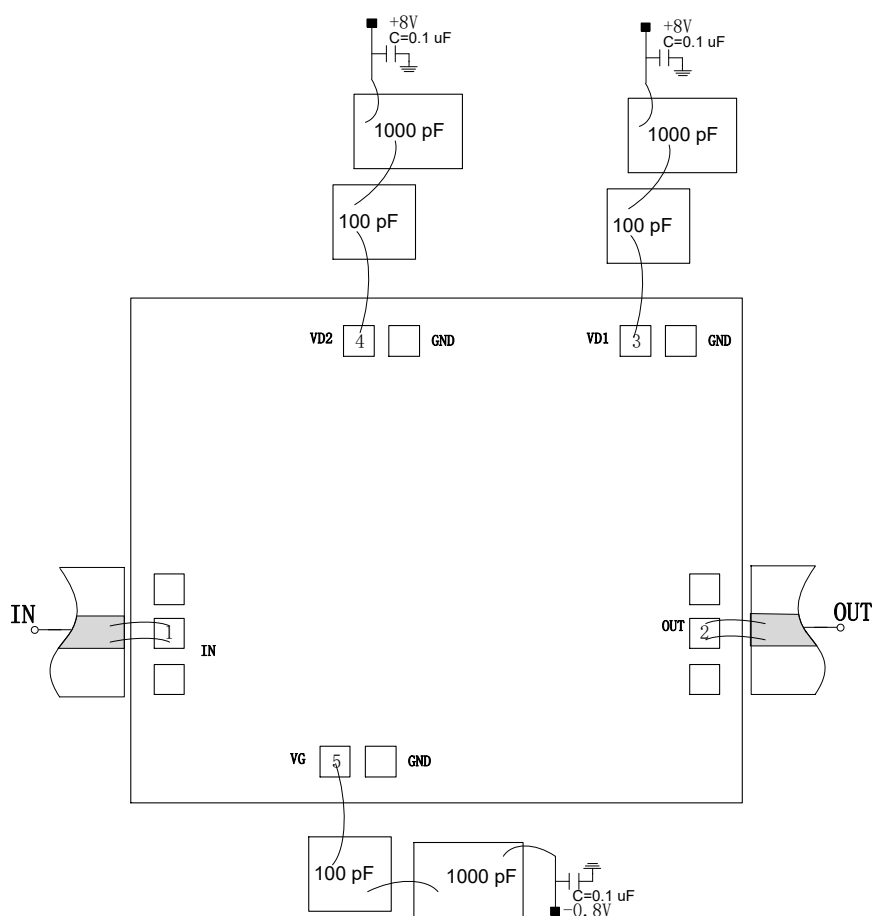 +8V
C=0.1 uF
+8V
C=0.1 uF
1000 pF
1000 pF
100 pF
100 pF
VD2
4
GND
VD1
3
GND
IN
1
IN
OUT
2
OUT
VG
5
GND
100 pF
1000 pF
C=0.1 uF
-0.8V